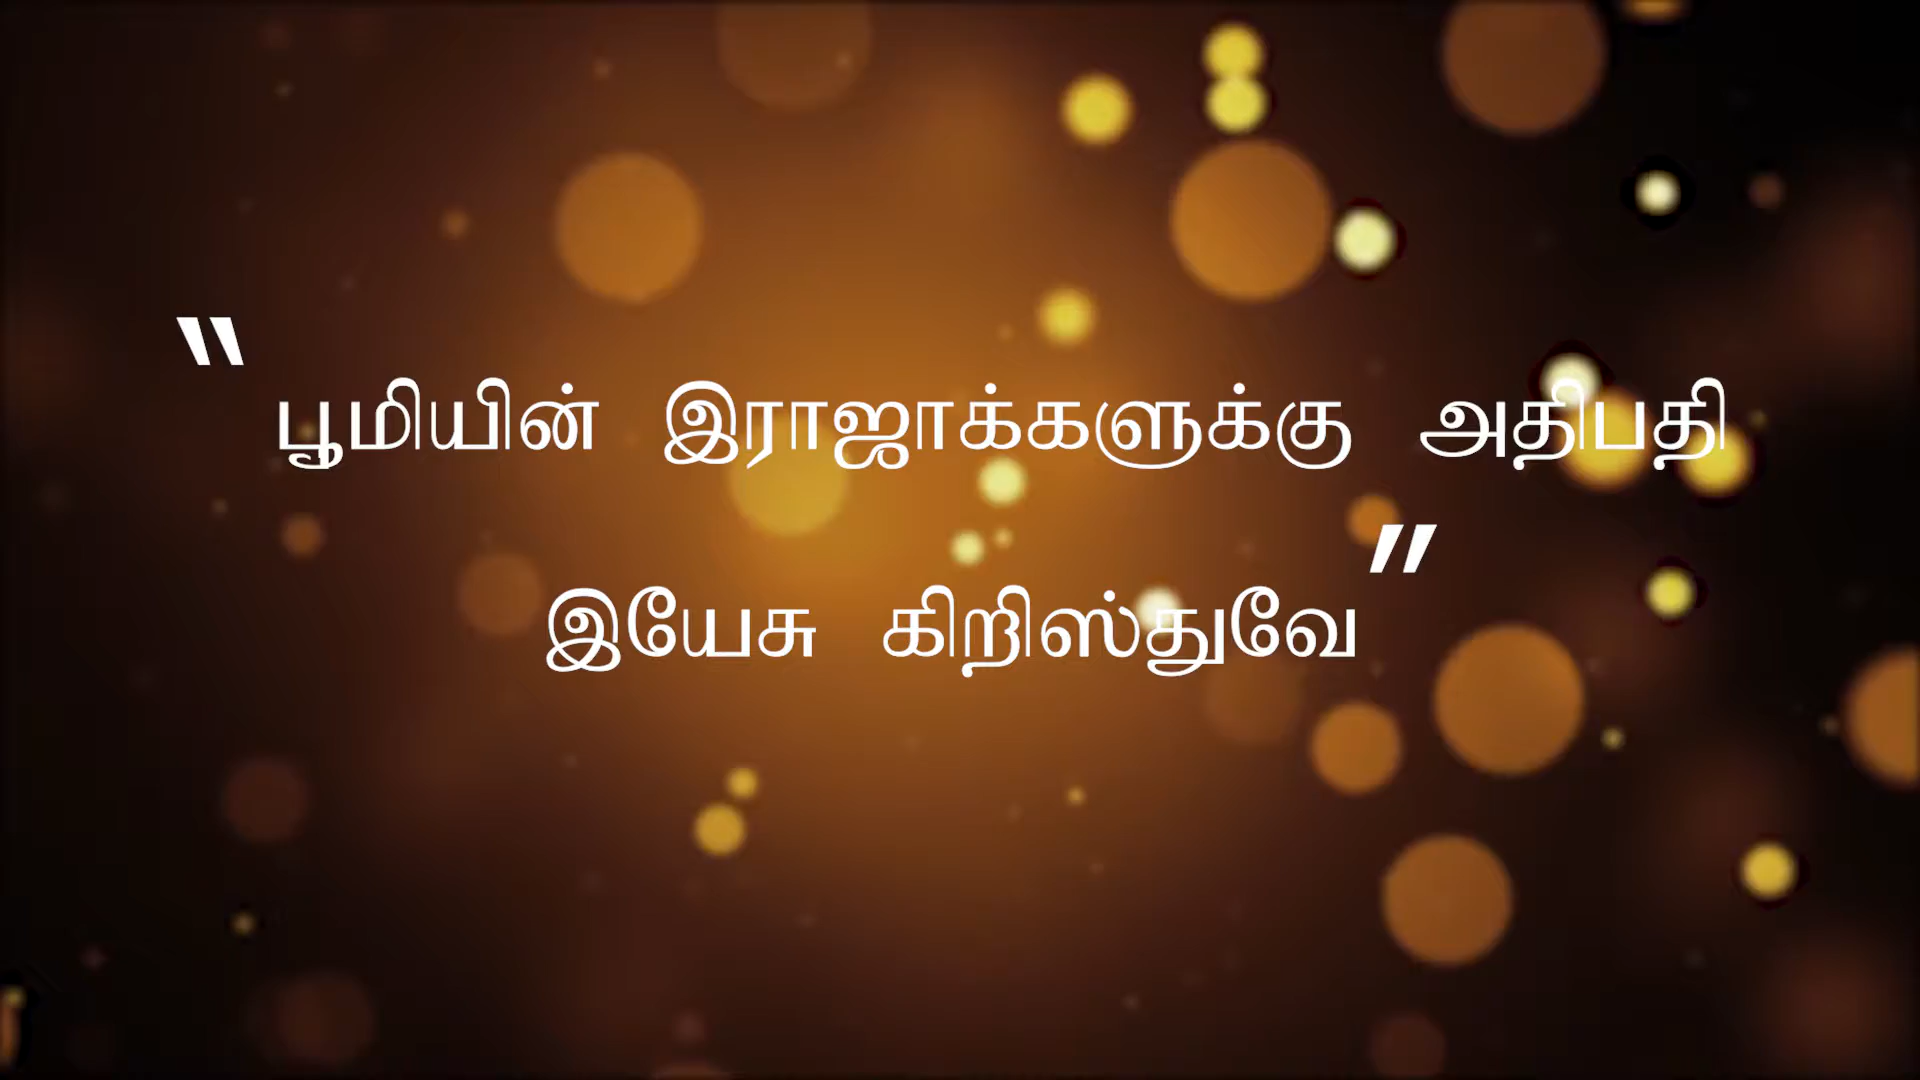 “ பூமியின் இராஜாக்களுக்கு அதிபதி
இயேசு கிறிஸ்துவே”